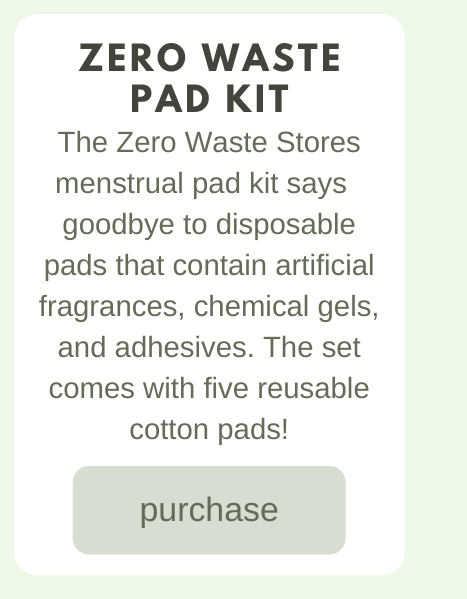 ZERO WASTE
PAD KIT
The Zero Waste Stores
menstrual pad kit says
goodbye to disposable
pads that contain artificial
fragrances, chemical gels,
and adhesives. The set
comes with five reusable
cotton pads!
purchase